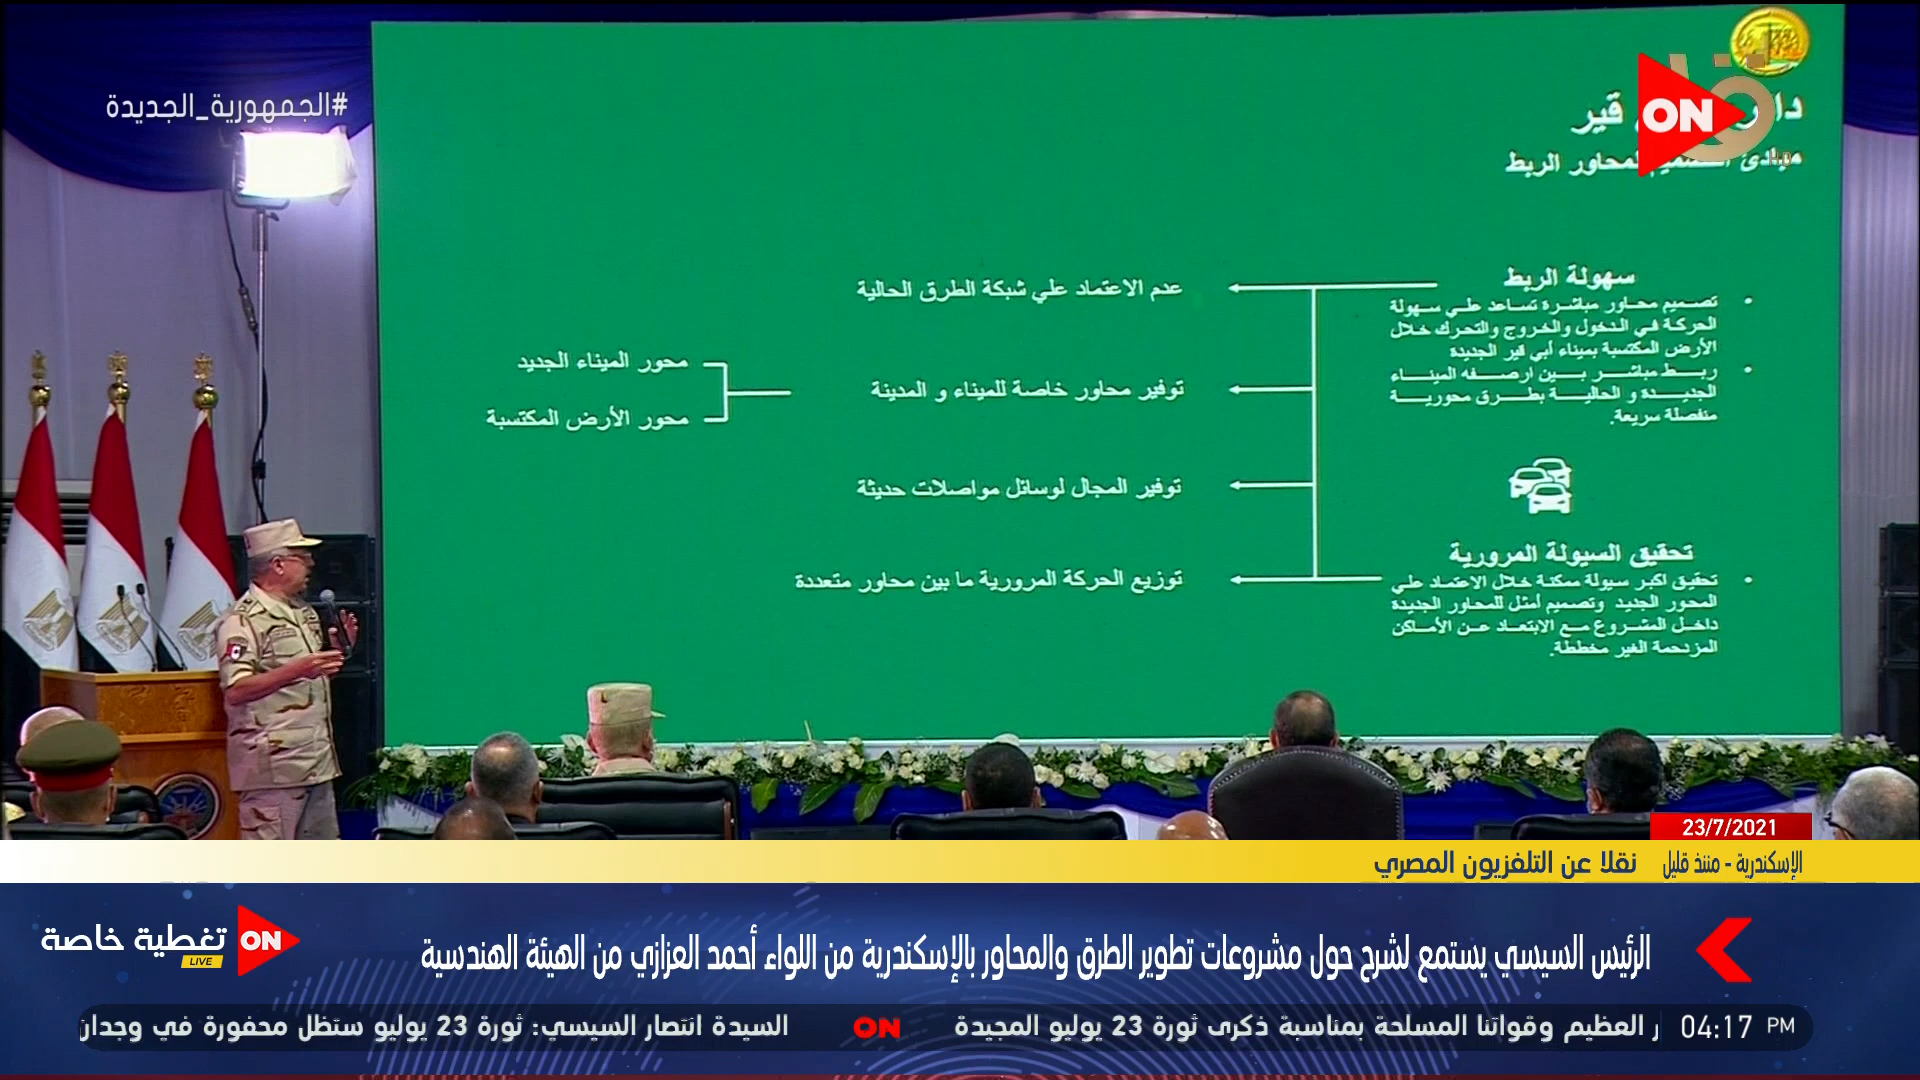 #الجمهورية_الجديدة
ON
HD
قير
لمحاور الربط
سهولة الربط
• تصميم محاور مباشرة تساعد علي سهولة
الحركة في الدخول والخروج والتحرك خلال
الأرض المكتسبة بميناء أبي قير الجديدة
• ربط مباشر بين ارصفه الميناء
الجديدة و الحالية بطرق محورية
منفصلة سريعة.
تحقيق السيولة المرورية
• تحقيق اكبر سيولة ممكنة خلال الاعتماد علي
المحور الجديد وتصميم أمثل للمحاور الجديدة
داخل المشروع مع الابتعاد عن الأماكن
المزدحمة الغير مخططة.
عدم الاعتماد علي شبكة الطرق الحالية
توفير محاور خاصة للميناء و المدينة
توفير المجال لوسائل مواصلات حديثة
توزيع الحركة المرورية ما بين محاور متعددة
محور الميناء الجديد
محور الأرض المكتسبة
23/7/2021
الإسكندرية - منذ قليل نقلا عن التلفزيون المصري
الرئيس السيسي يستمع لشرح حول مشروعات تطوير الطرق والمحاور بالإسكندرية من اللواء أحمد العزازي من الهيئة الهندسية
ON تغطية خاصة
LIVE
04:17 PM
ر العظيم وقواتنا المسلحة بمناسبة ذكرى ثورة 23 يوليو المجيدة ON السيدة انتصار السيسي: ثورة 23 يوليو ستظل محفورة في وجدان